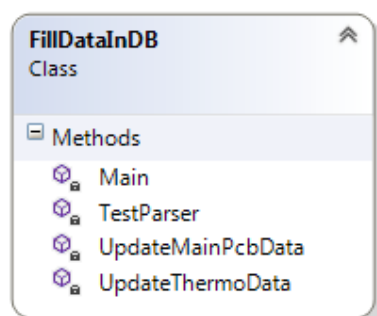 FillDataInDB
Class
Methods
Main
TestParser
UpdateMainPcbData
UpdateThermoData